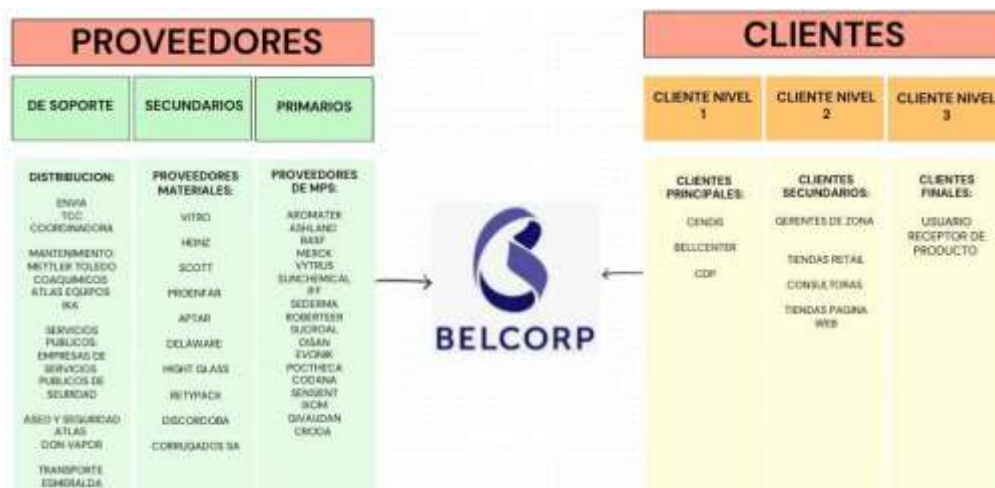 PROVEEDORES
DE SOPORTE
SECUNDARIOS
PRIMARIOS
DISTRIBUCION:
ENVIA
TCC
COORDINADORA
MANTENIMIENTO:
METTLER TOLEDO
COAQUIMICOS
ATLAS EQUIPOS
IKA
SERVICIOS
PUBLICOS:
EMPRESAS DE
SERVICIOS
PUBLICOS DE
ASEO Y SEGURIDAD
ATLAS
DON VAPOR
TRANSPORTE
ESMERALDA
PROVEEDORES
MATERIALES:
VITRO
HEINZ
SCOTT
PROENFAR
APTAR
DELAWARE
HIGHT GLASS
RETYPACK
DISCORDOBA
CORRUGADOS SA
PROVEEDORES
DE MPS:
AROMATEK
ASHLAND
BASF
MERCK
VYTRUS
SUNCHEMICAL
IFF
SEDERMA
ROBERTEER
SUCROAL
OISAN
EVONIK
POCTHECA
CODANA
SENSIENT
GIVAUDAN
CRODA
BELCORP
CLIENTES
CLIENTE NIVEL
1
CLIENTE NIVEL
2
CLIENTE NIVEL
3
CLIENTES
PRINCIPALES:
CENDIS
BELLCENTER
CDP
CLIENTES
SECUNDARIOS:
GERENTES DE ZONA
TIENDAS RETAIL
CONSULTORAS
TIENDAS PAGINA
WEB
CLIENTES
FINALES:
USUARIO
RECEPTOR DE
PRODUCTO